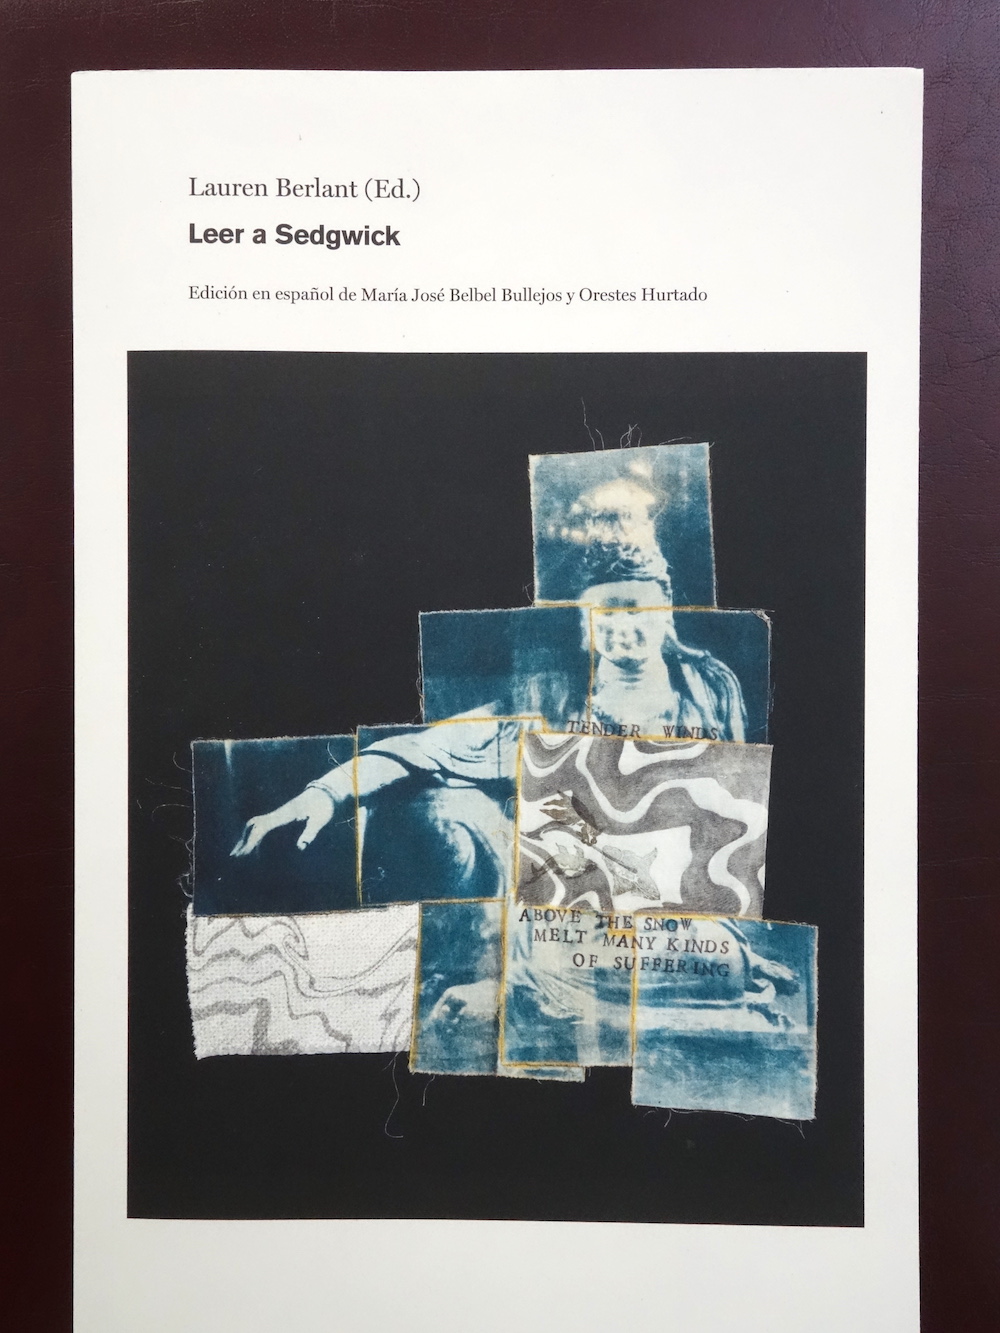 Lauren Berlant (Ed.)
Leer a Sedgwick
Edición en español de María José Belbel Bullejos y Orestes Hurtado
TENDER WINDS
ABOVE THE SNOW
MELT MANY KINDS
OF SUFFERING